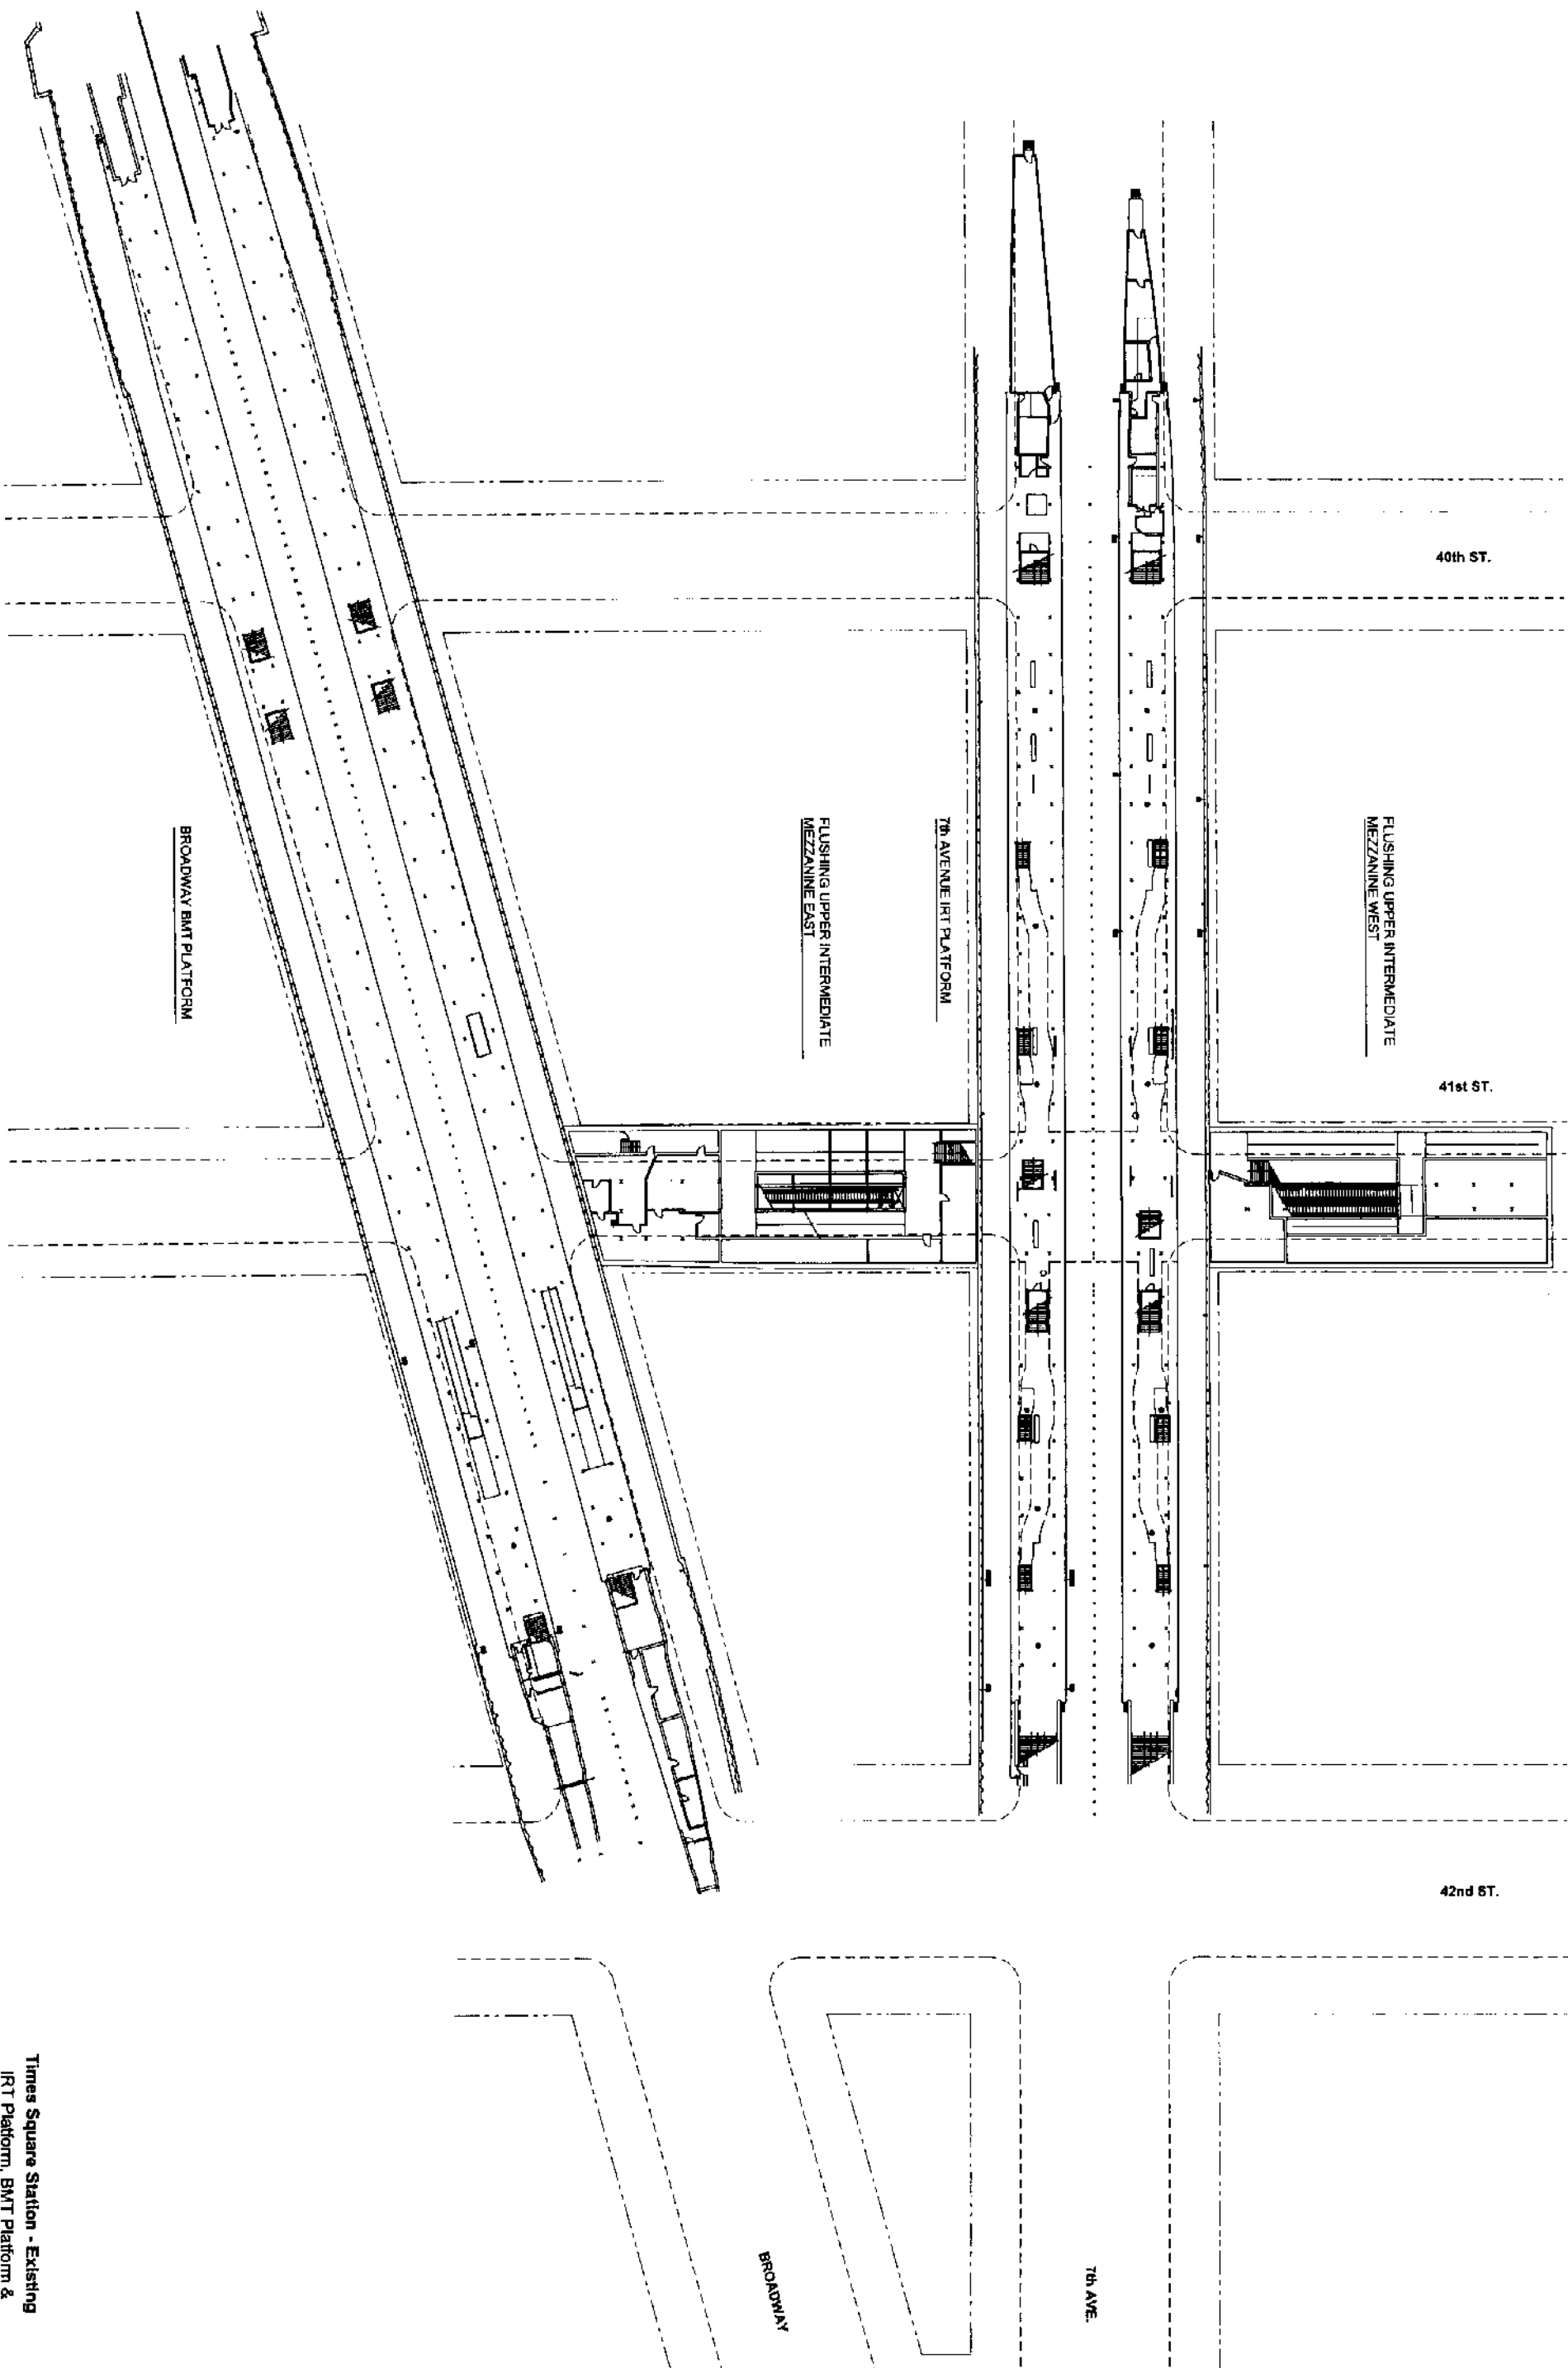 40th ST.
FLUSHING UPPER INTERMEDIATE
MEZZANINE WEST
7th AVENUE IRT PLATFORM
FLUSHING UPPER INTERMEDIATE
MEZZANINE EAST
BROADWAY BMT PLATFORM
41st ST.
42nd ST.
7th AVE.
BROADWAY
Times Square Station - Existing
IRT Platform, BMT Platform &